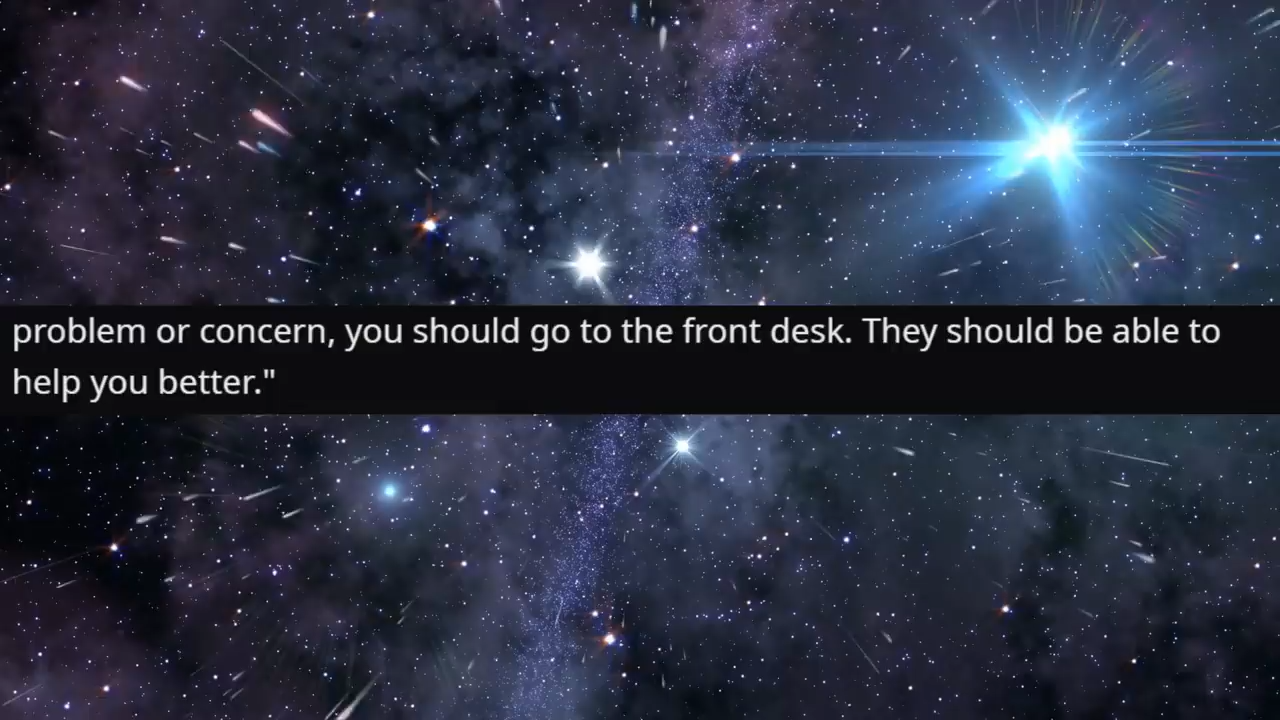 problem or concern, you should go to the front desk. They should be able to
help you better."